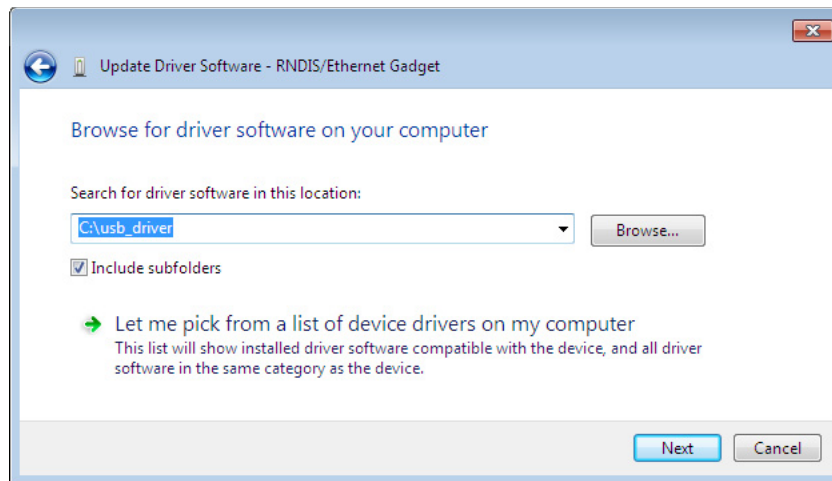 Update Driver Software - RNDIS/Ethernet Gadget
Browse for driver software on your computer
Search for driver software in this location:
C:\usb_driver
Browse...
Include subfolders
Let me pick from a list of device drivers on my computer
This list will show installed driver software compatible with the device, and all driver
software in the same category as the device.
Next
Cancel